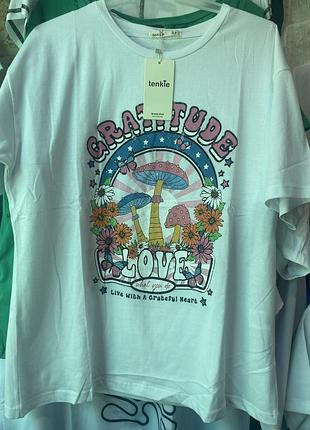 tenkie
GRATITUDE
LOVE
what you do
Live With A Grateful Heart